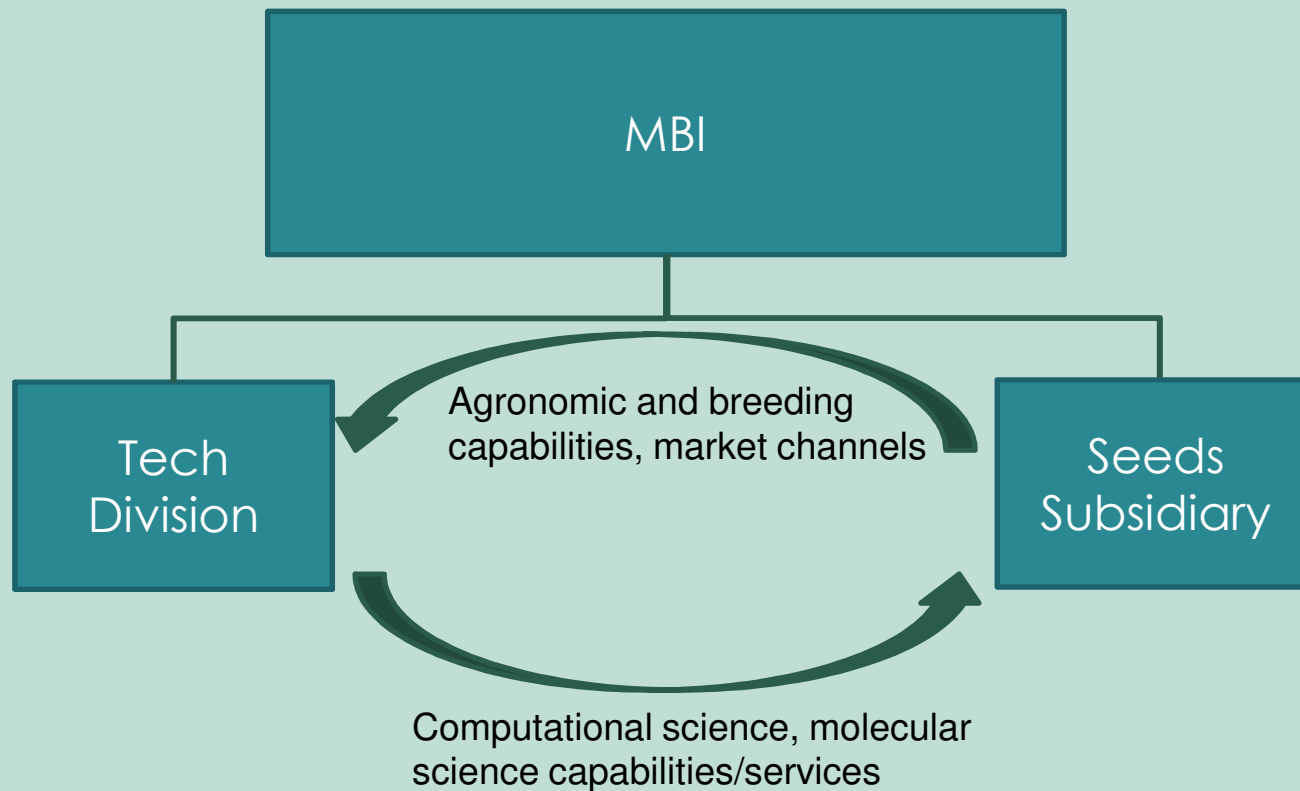 MBI
Agronomic and breeding
capabilities, market channels
Tech
Division
Seeds
Subsidiary
Computational science, molecular
science capabilities/services